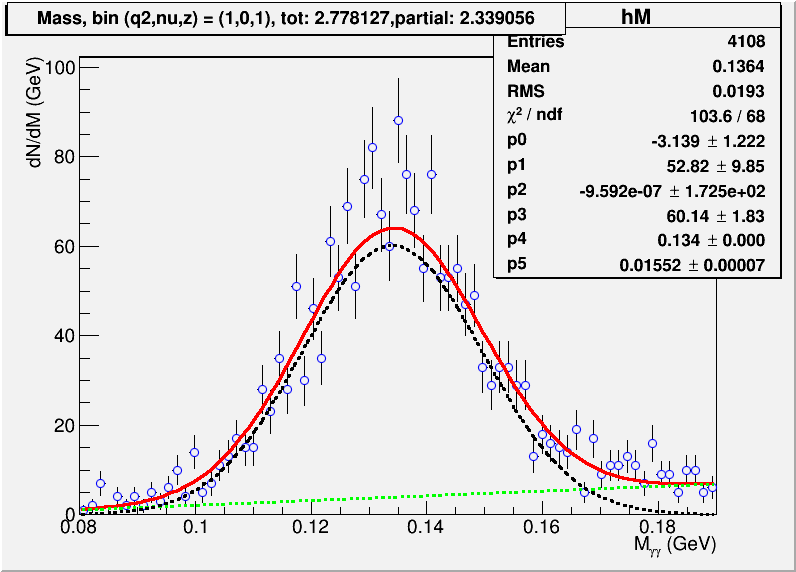 Mass, bin (q2,nu,z) = (1,0,1), tot: 2.778127,partial: 2.339056
hM
Entries 4108
Mean 0.1364
RMS 0.0193
χ² / ndf 103.6 / 68
p0 -3.139 ± 1.222
p1 52.82 ± 9.85
p2 -9.592e-07 ± 1.725e+02
p3 60.14 ± 1.83
p4 0.134 ± 0.000
p5 0.01552 ± 0.00007
dN/dM (GeV)
100
80
60
40
20
0
0.08 0.1 0.12 0.14 0.16 0.18
Mγγ (GeV)